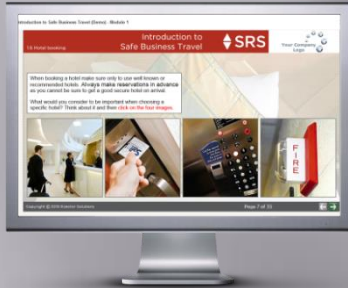 Introduction to Safe Business Travel (Demo) - Module 1
Introduction to
Safe Business Travel
1A Hotel booking
SRS
Your Company
Logo
When booking a hotel make sure only to use well known or
recommended hotels. Always make reservations in advance
as you cannot be sure to get a good secure hotel on arrival.
What would you consider to be important when choosing a
specific hotel? Think about it and then click on the four images.
FIRE
Page 7 of 31